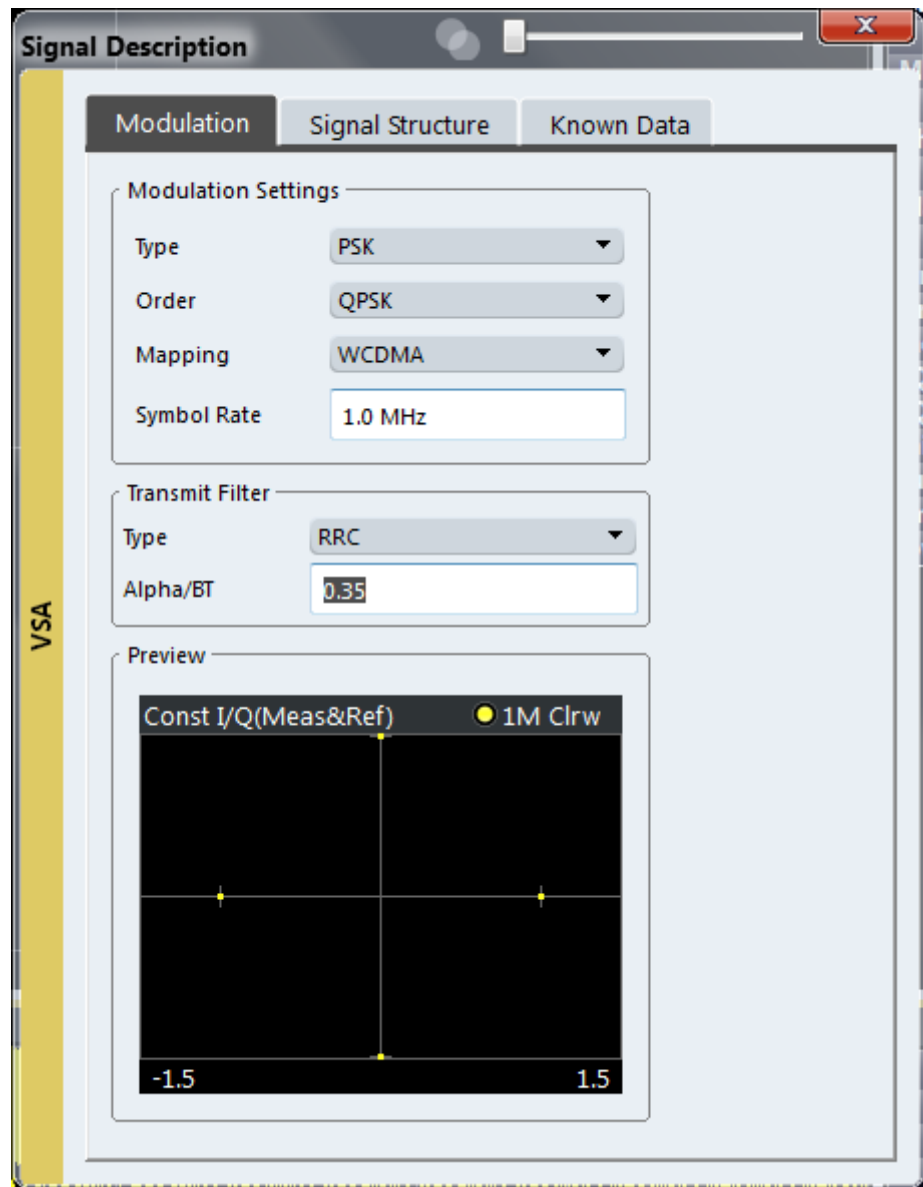 Signal Description
X
VSA
Modulation Signal Structure Known Data
Modulation Settings
Type PSK
Order QPSK
Mapping WCDMA
Symbol Rate 1.0 MHz
Transmit Filter
Type RRC
Alpha/BT 0.35
Preview
Const I/Q(Meas&Ref) 1M Clrw
-1.5 1.5